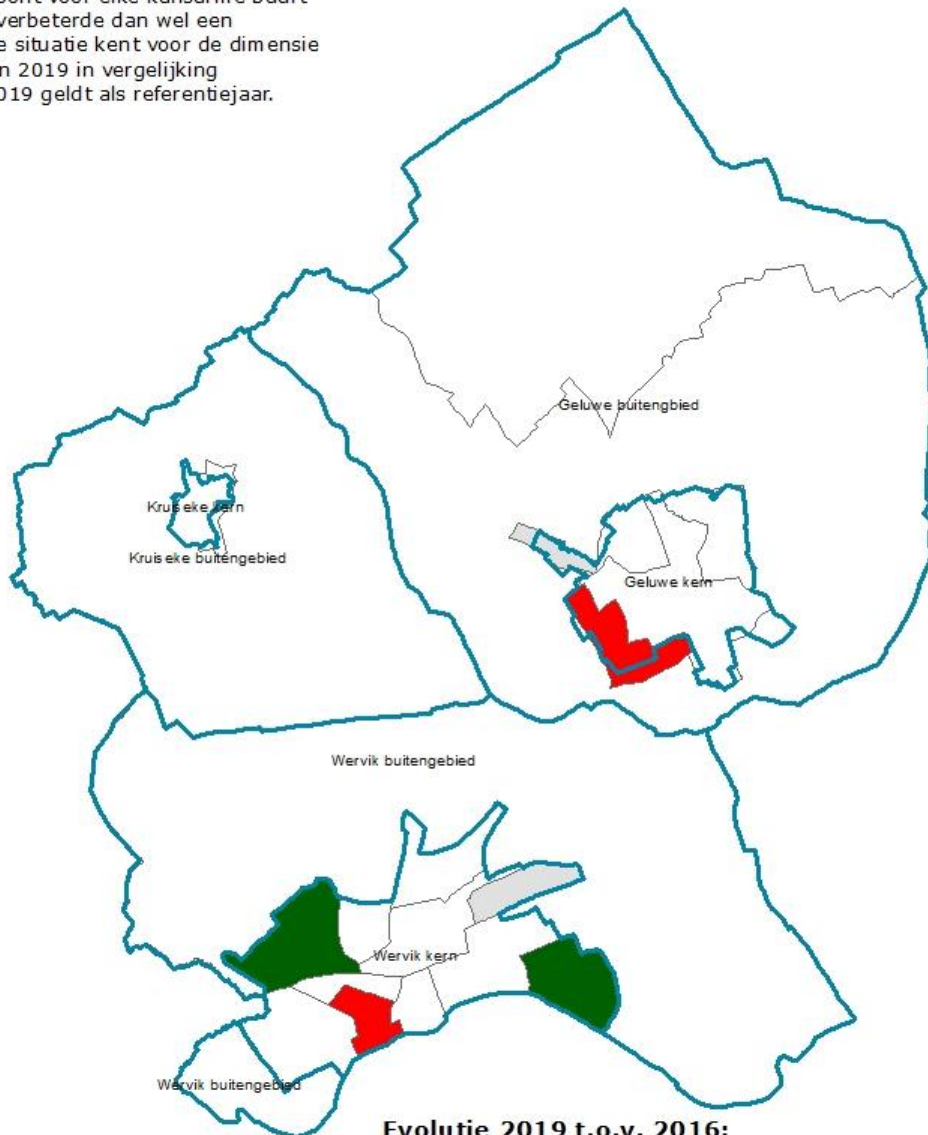 verbeterde dan wel een
e situatie kent voor de dimensie
n 2019 in vergelijking
019 geldt als referentiejaar.
Geluwe buitengbied
Kruiseke kern
Kruiseke buitengebied
Geluwe kern
Wervik buitengebied
Wervik kern
Wervik buitengebied
Evolutie 2019 t.o.v. 2016: